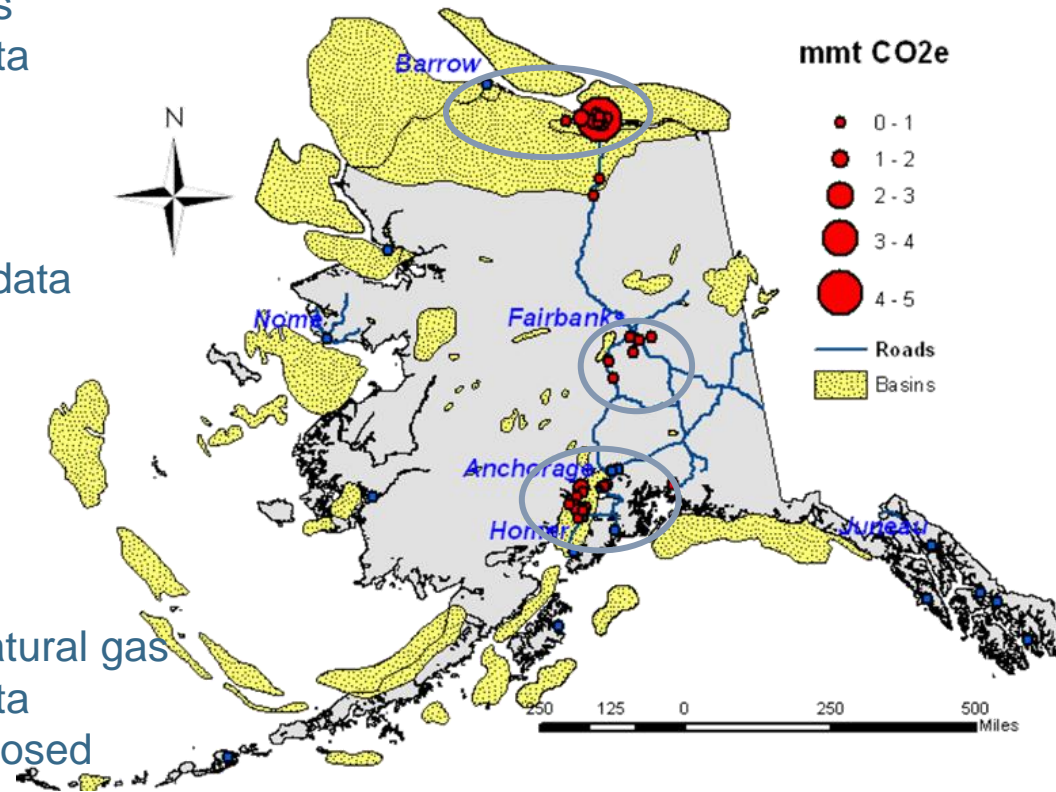 s
ta
data
atural gas
ta
osed
N
Barrow
Nome
Fairbanks
Anchorage
Homer
Juneau
mmt CO2e
0 - 1
1 - 2
2 - 3
3 - 4
4 - 5
Roads
Basins
250 125 0 250 500
Miles